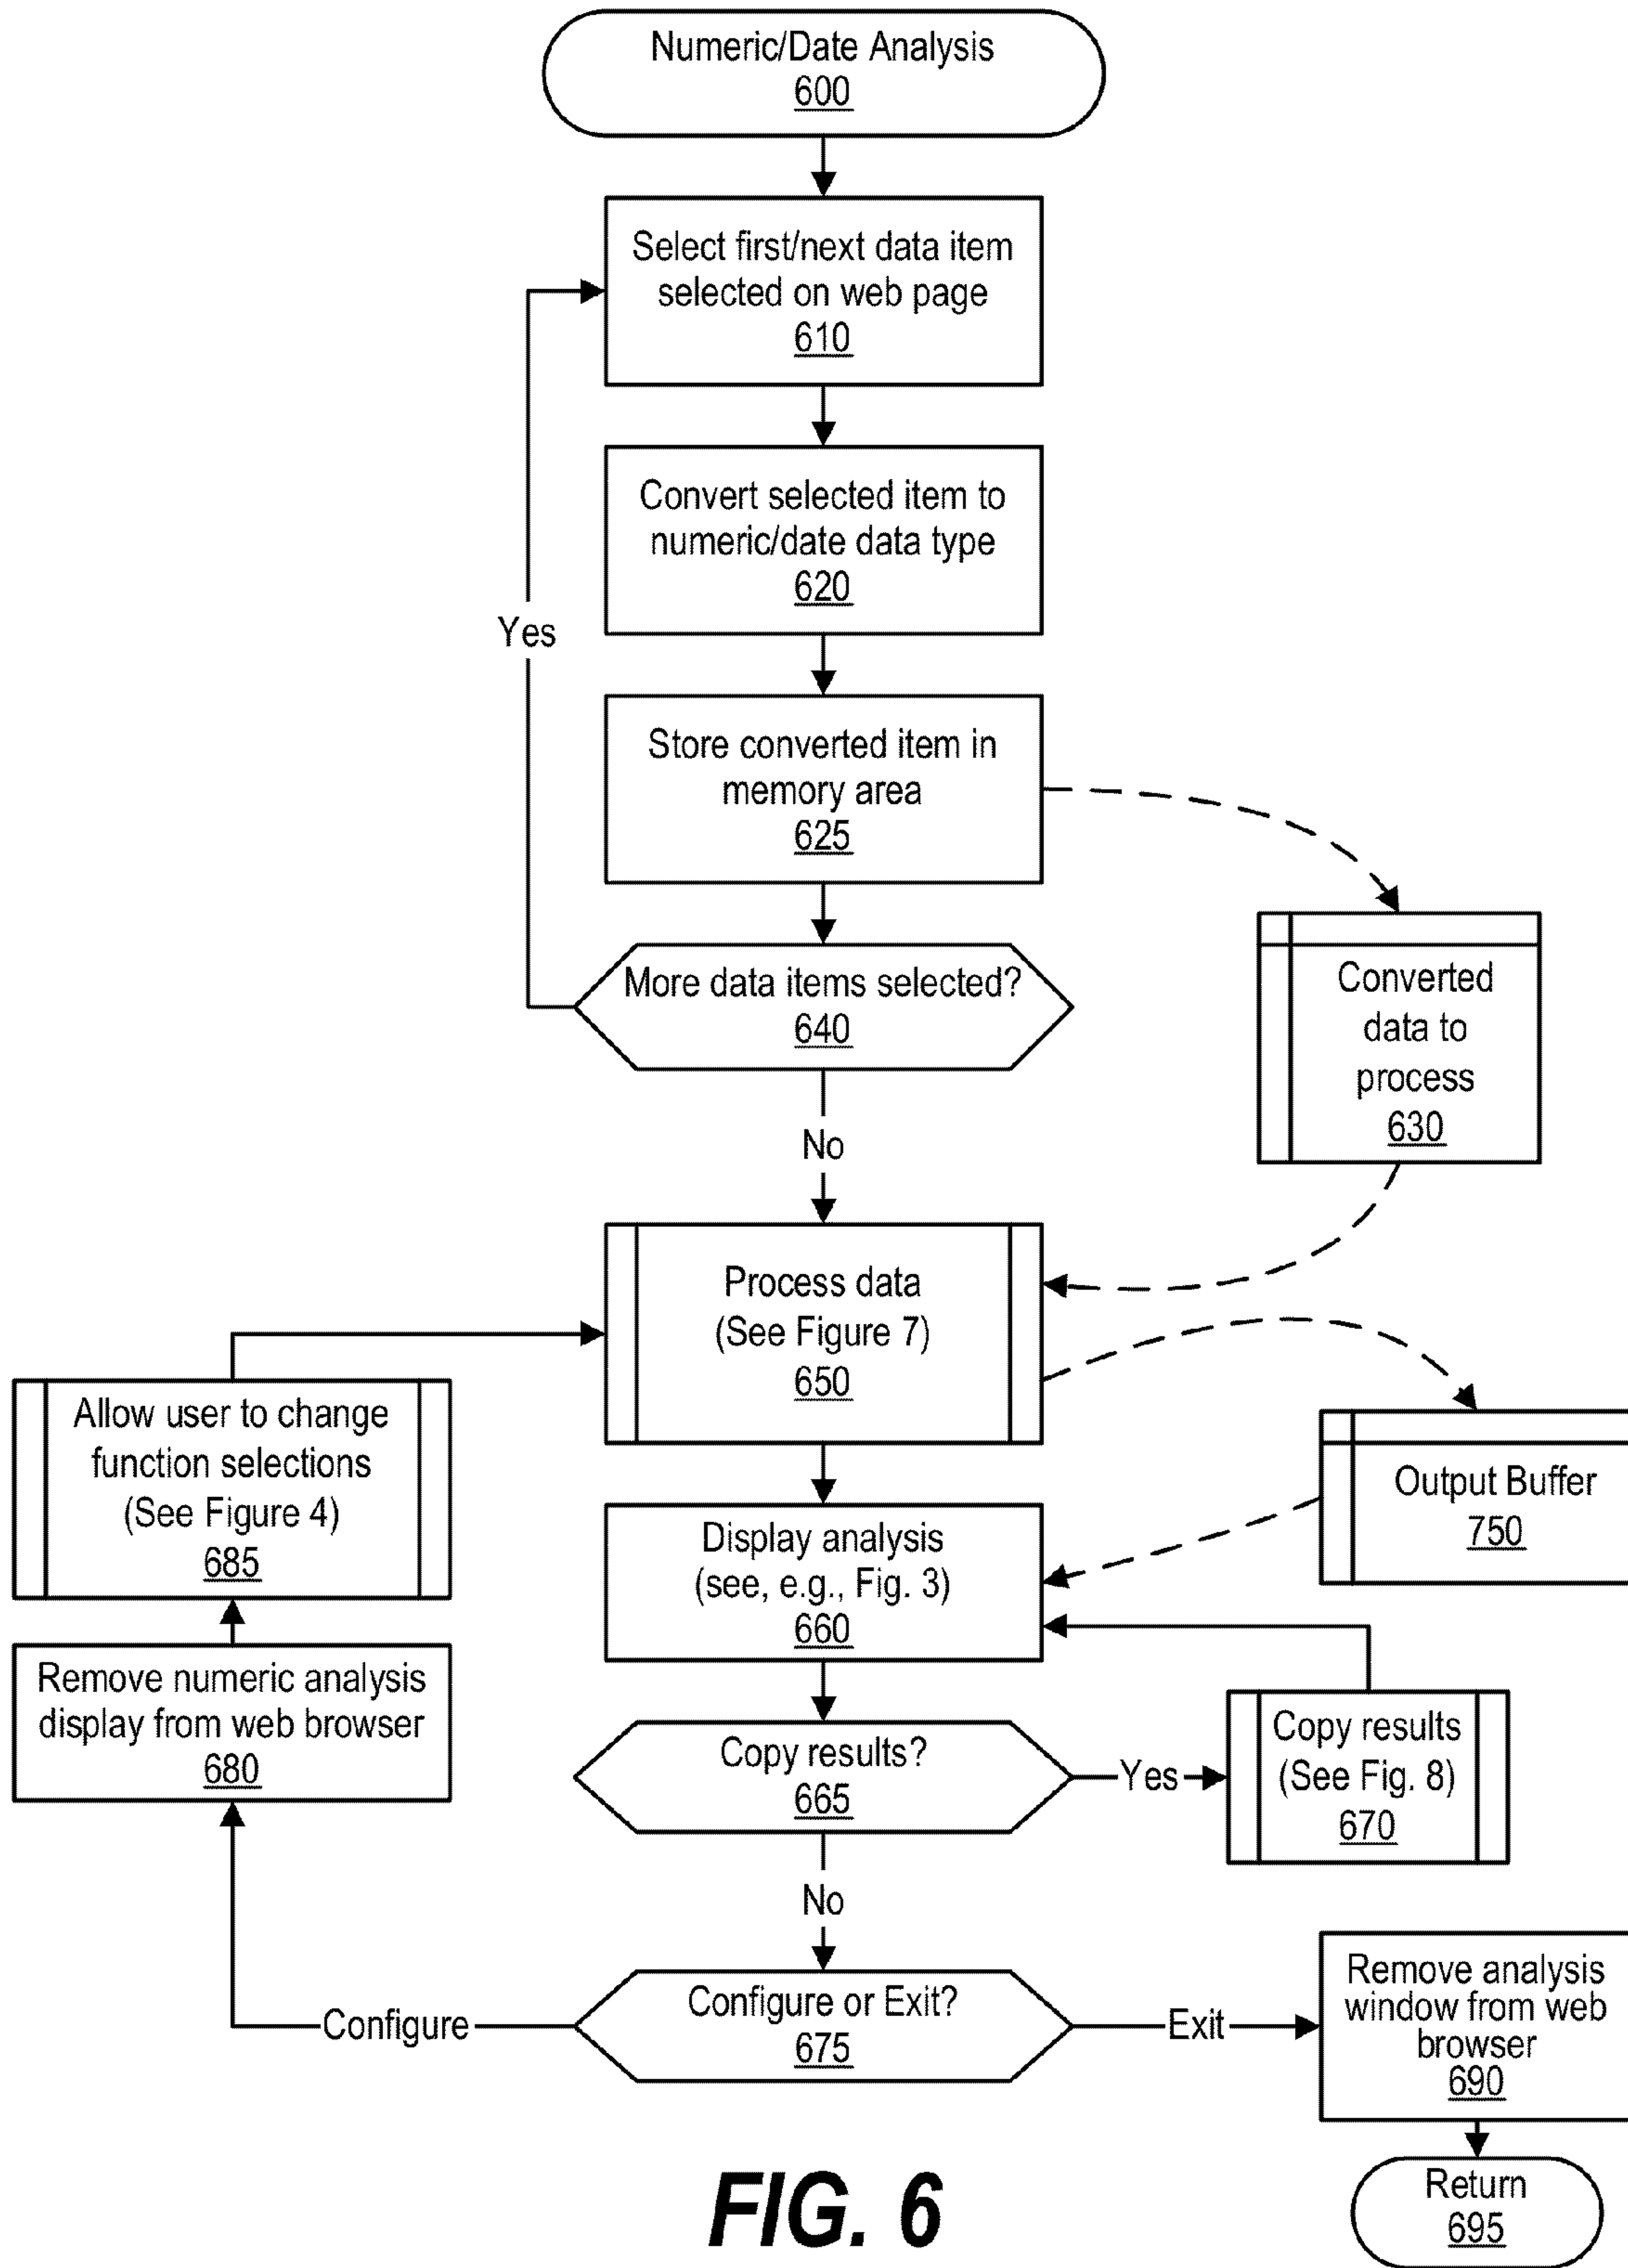 Numeric/Date Analysis
600
Select first/next data item
selected on web page
610
Convert selected item to
numeric/date data type
620
Yes
Store converted item in
memory area
625
More data items selected?
640
Converted
data to
process
630
No
Process data
(See Figure 7)
650
Allow user to change
function selections
(See Figure 4)
685
Output Buffer
750
Display analysis
(see, e.g., Fig. 3)
660
Remove numeric analysis
display from web browser
680
Copy results?
665
Yes
Copy results
(See Fig. 8)
670
No
Configure or Exit?
675
Configure
Exit
Remove analysis
window from web
browser
690
Return
695
FIG. 6